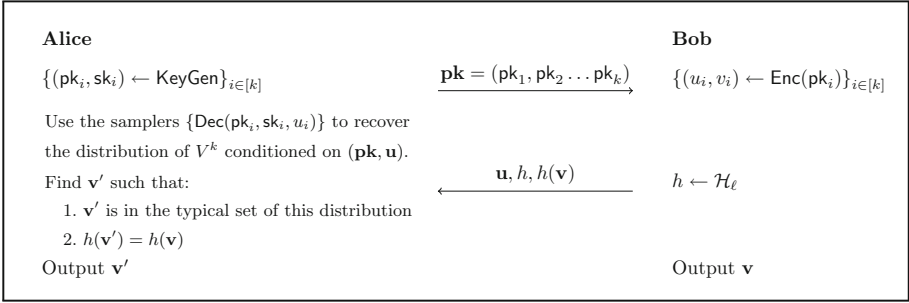 Alice Bob
{(pk_i, sk_i) ← KeyGen}_{i∈[k]} pk = (pk_1, pk_2 … pk_k) {(u_i, v_i) ← Enc(pk_i)}_{i∈[k]}
Use the samplers {Dec(pk_i, sk_i, u_i)} to recover
the distribution of V^k conditioned on (pk, u).
Find v′ such that: u, h, h(v) h ← ℋ_ℓ
1. v′ is in the typical set of this distribution
2. h(v′) = h(v)
Output v′ Output v